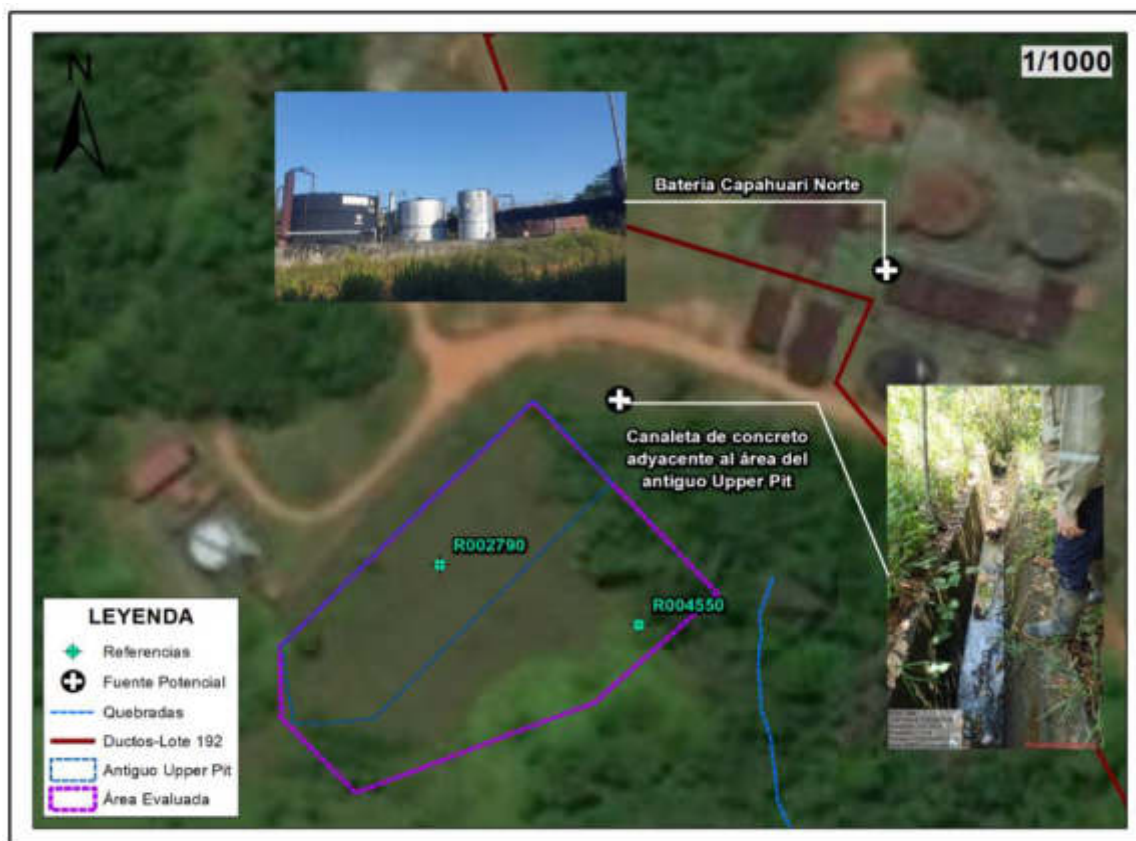 N
1/1000
Bateria Capahuari Norte
Canaleta de concreto
adyacente al área del
antiguo Upper Pit
R002790
R004550
LEYENDA
Referencias
Fuente Potencial
Quebradas
Ductos-Lote 192
Antiguo Upper Pit
Área Evaluada